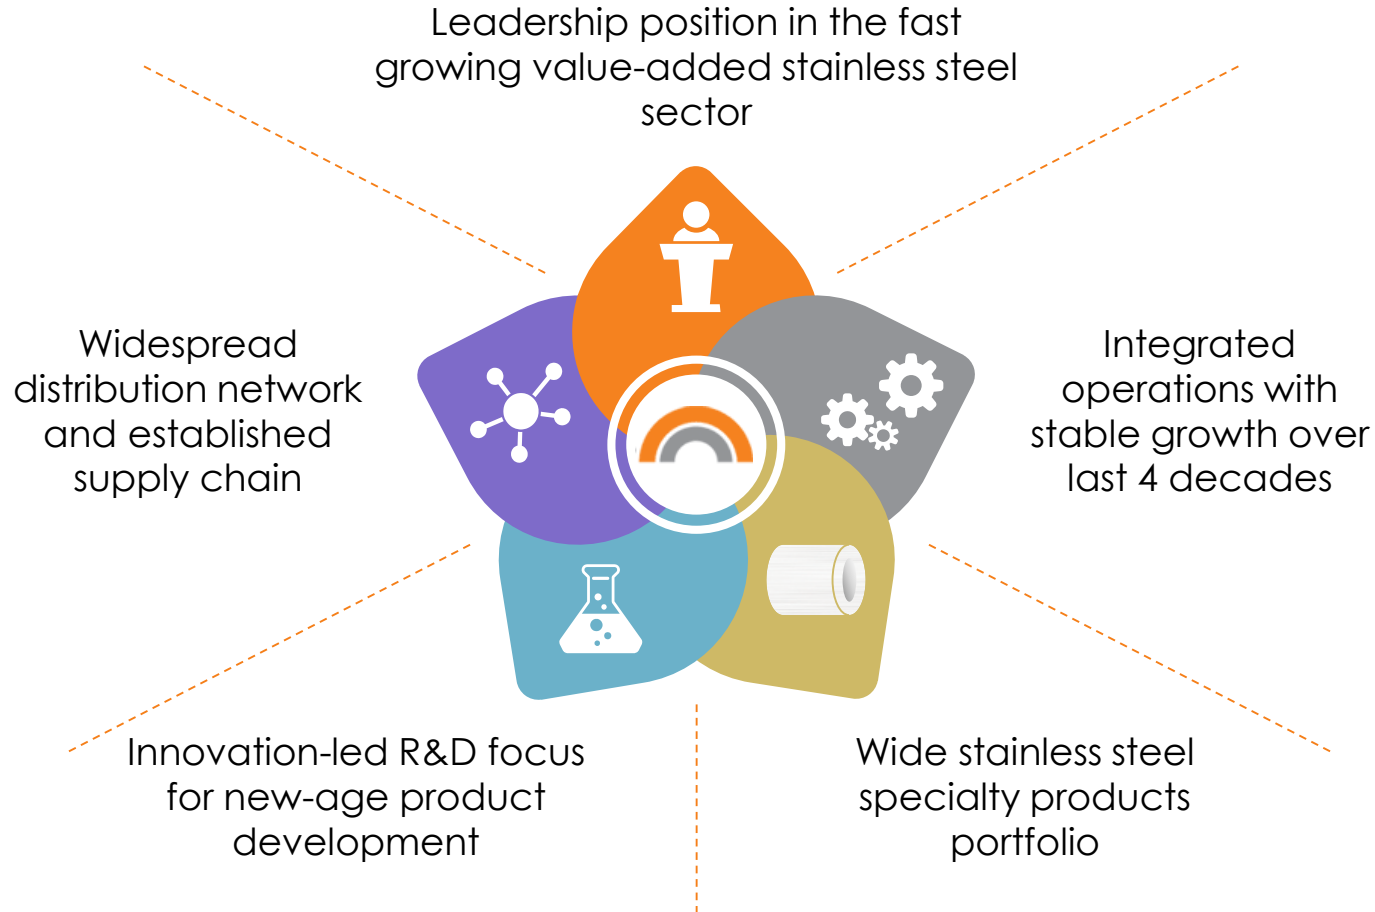 Leadership position in the fast
growing value-added stainless steel
sector
Widespread
distribution network
and established
supply chain
Integrated
operations with
stable growth over
last 4 decades
Innovation-led R&D focus
for new-age product
development
Wide stainless steel
specialty products
portfolio